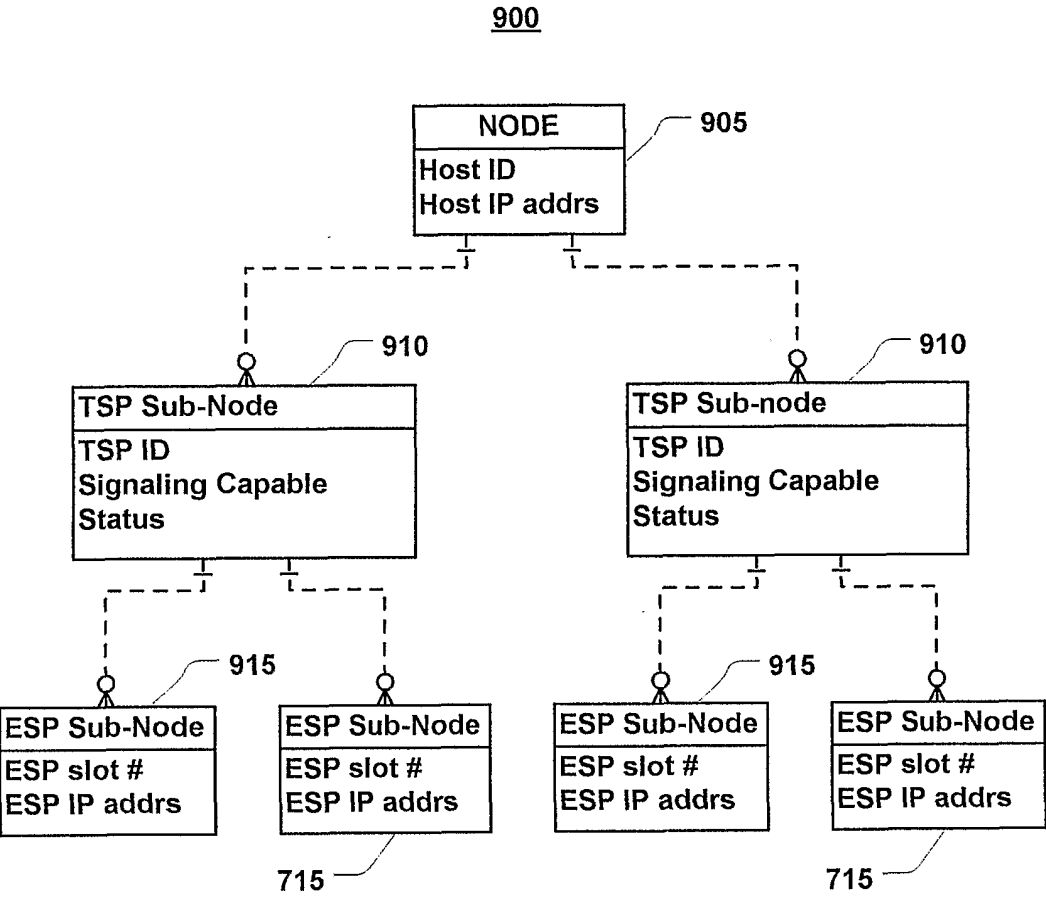 900
NODE
905
Host ID
Host IP addrs
910
910
TSP Sub-Node
TSP ID
Signaling Capable
Status
TSP Sub-node
TSP ID
Signaling Capable
Status
915
915
ESP Sub-Node
ESP slot #
ESP IP addrs
ESP Sub-Node
ESP slot #
ESP IP addrs
ESP Sub-Node
ESP slot #
ESP IP addrs
ESP Sub-Node
ESP slot #
ESP IP addrs
715
715